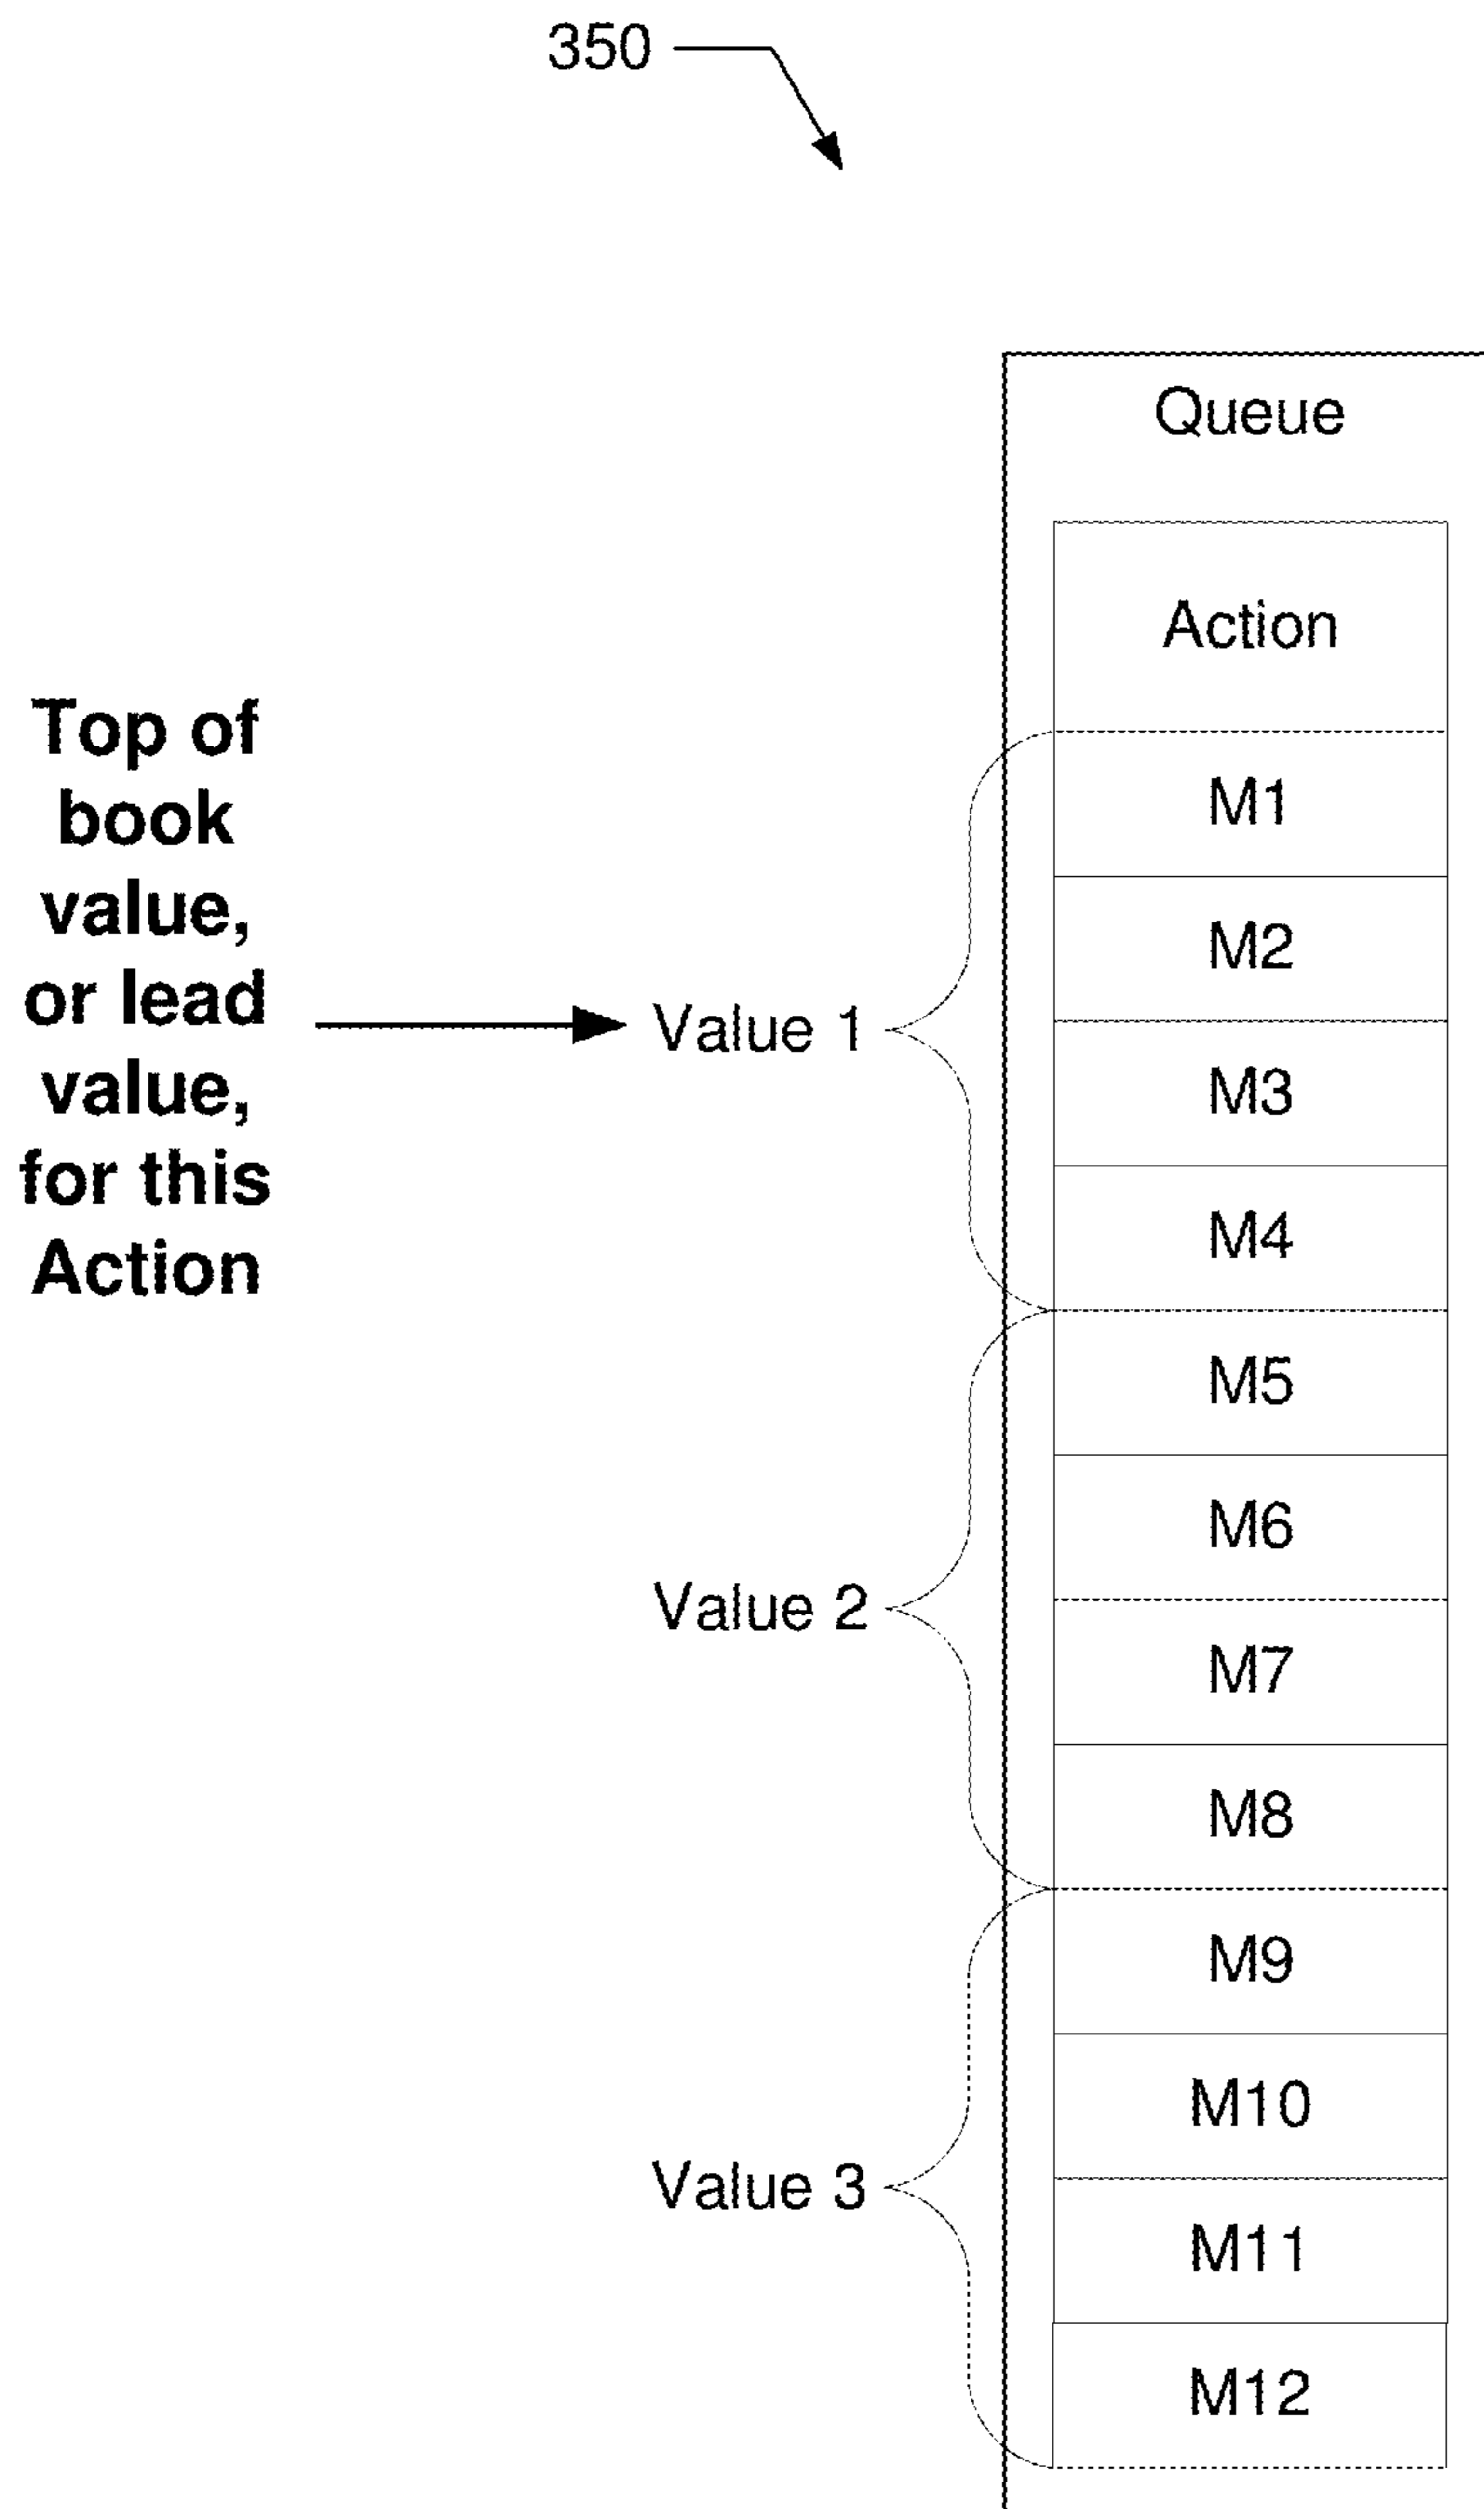 350
Queue
Action
Top of
book
value,
or lead
value,
for this
Action
Value 1
M1
M2
M3
M4
Value 2
M5
M6
M7
M8
Value 3
M9
M10
M11
M12